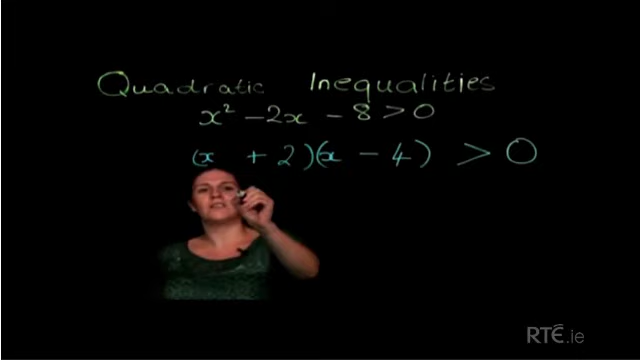 Quadratic Inequalities
x² - 2x - 8 > 0
(x + 2)(x - 4) > 0
RTÉ.ie